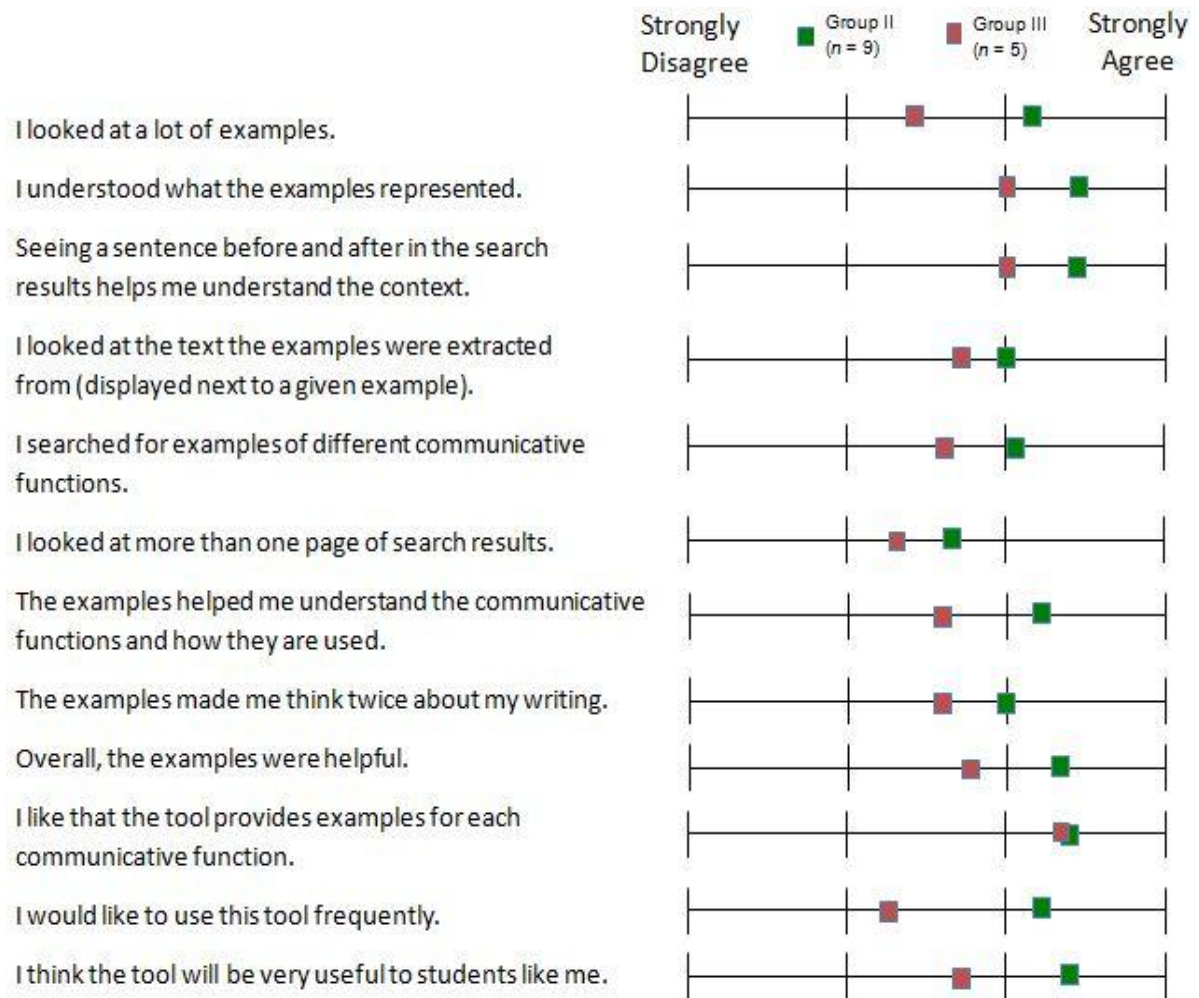 Strongly
Disagree
Group II
(n = 9)
Group III
(n = 5)
Strongly
Agree
I looked at a lot of examples.
I understood what the examples represented.
Seeing a sentence before and after in the search
results helps me understand the context.
I looked at the text the examples were extracted
from (displayed next to a given example).
I searched for examples of different communicative
functions.
I looked at more than one page of search results.
The examples helped me understand the communicative
functions and how they are used.
The examples made me think twice about my writing.
Overall, the examples were helpful.
I like that the tool provides examples for each
communicative function.
I would like to use this tool frequently.
I think the tool will be very useful to students like me.